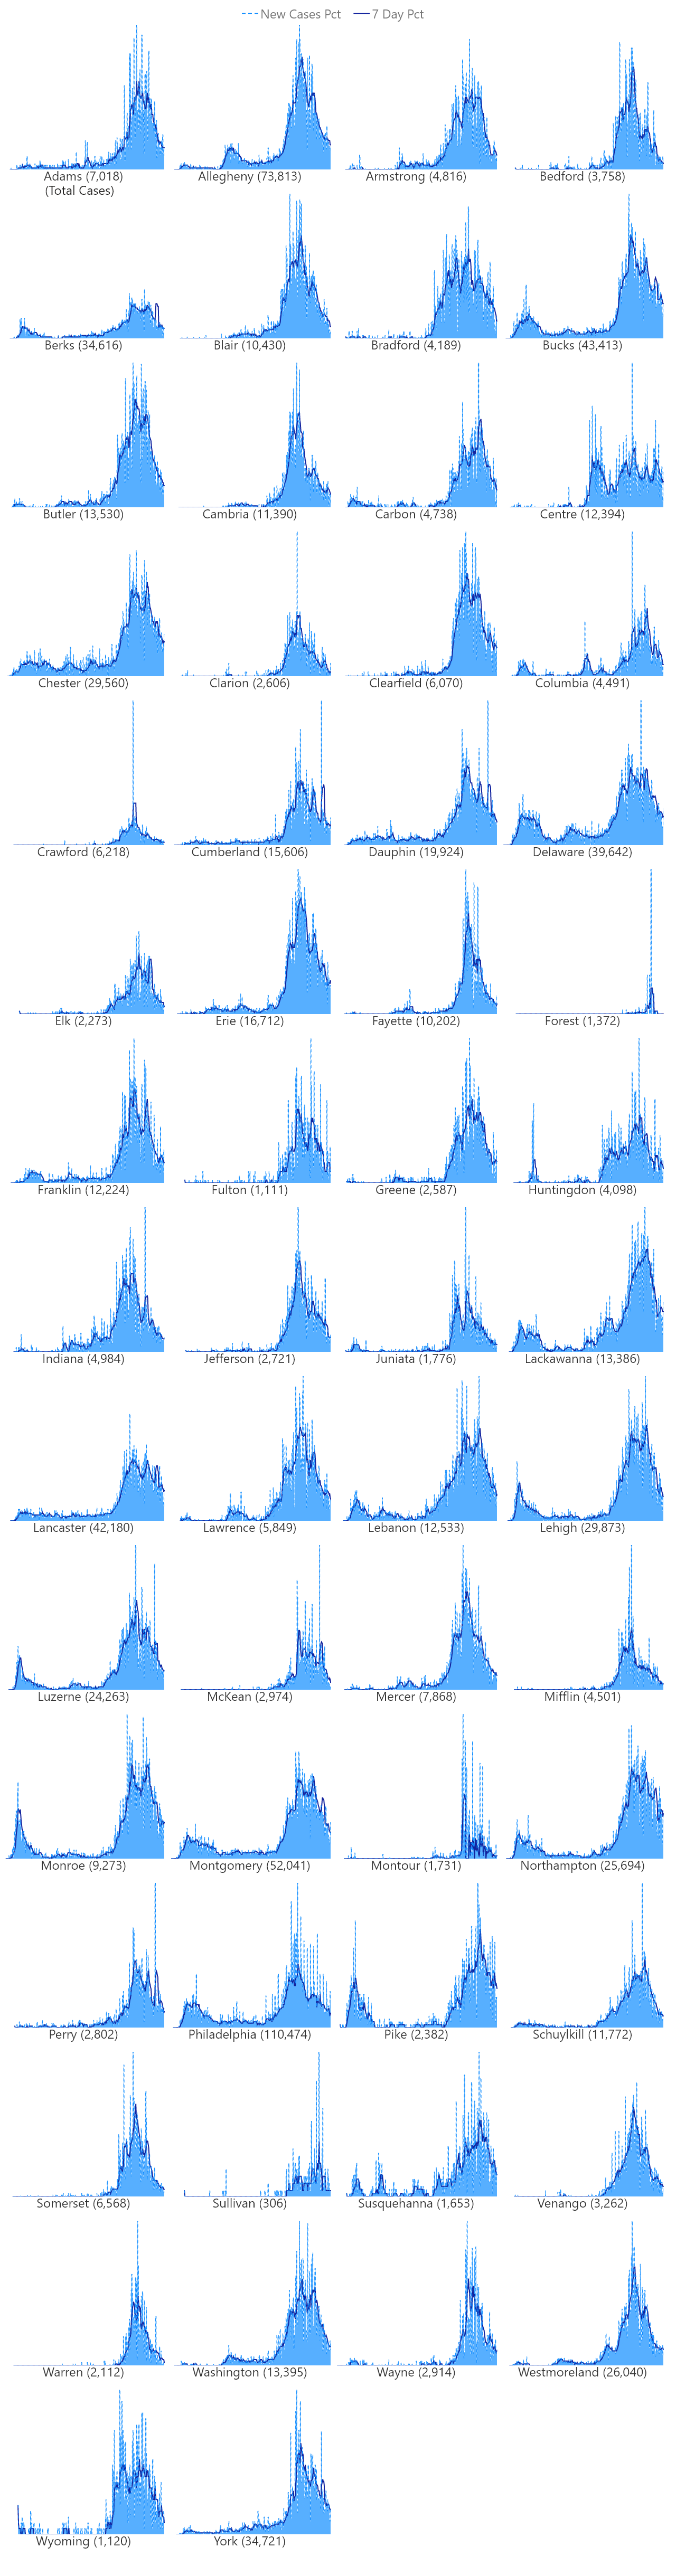 New Cases Pct 7 Day Pct
Adams (7,018) Allegheny (73,813) Armstrong (4,816) Bedford (3,758)
(Total Cases)
Berks (34,616) Blair (10,430) Bradford (4,189) Bucks (43,413)
Butler (13,530) Cambria (11,390) Carbon (4,738) Centre (12,394)
Chester (29,560) Clarion (2,606) Clearfield (6,070) Columbia (4,491)
Crawford (6,218) Cumberland (15,606) Dauphin (19,924) Delaware (39,642)
Elk (2,273) Erie (16,712) Fayette (10,202) Forest (1,372)
Franklin (12,224) Fulton (1,111) Greene (2,587) Huntingdon (4,098)
Indiana (4,984) Jefferson (2,721) Juniata (1,776) Lackawanna (13,386)
Lancaster (42,180) Lawrence (5,849) Lebanon (12,533) Lehigh (29,873)
Luzerne (24,263) McKean (2,974) Mercer (7,868) Mifflin (4,501)
Monroe (9,273) Montgomery (52,041) Montour (1,731) Northampton (25,694)
Perry (2,802) Philadelphia (110,474) Pike (2,382) Schuylkill (11,772)
Somerset (6,568) Sullivan (306) Susquehanna (1,653) Venango (3,262)
Warren (2,112) Washington (13,395) Wayne (2,914) Westmoreland (26,040)
Wyoming (1,120) York (34,721)